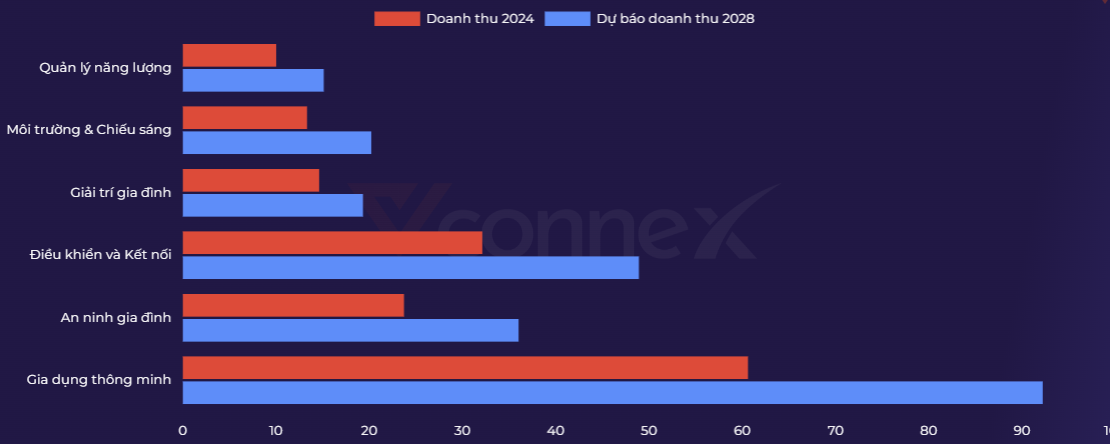 Doanh thu 2024 Dự báo doanh thu 2028
Quản lý năng lượng
Môi trường & Chiếu sáng
Giải trí gia đình
Vconnex
Điều khiển và Kết nối
An ninh gia đình
Gia dụng thông minh
0 10 20 30 40 50 60 70 80 90